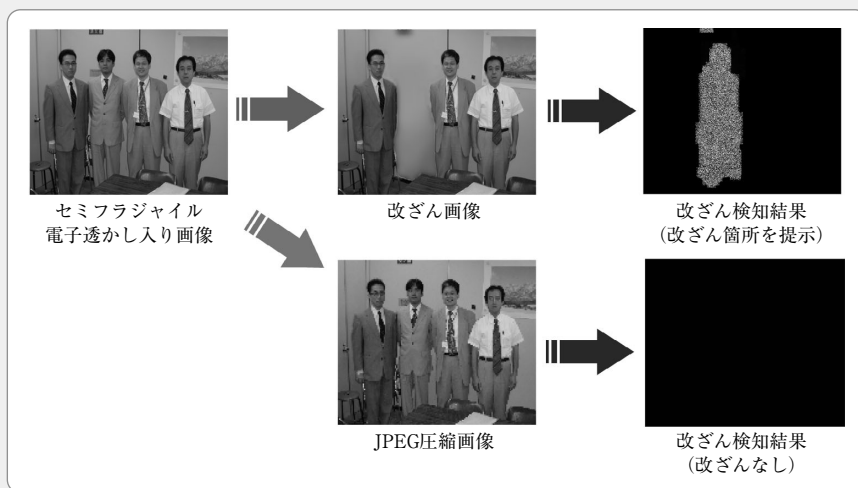 セミフラジャイル
電子透かし入り画像
改ざん画像
改ざん検知結果
（改ざん箇所を提示）
JPEG圧縮画像
改ざん検知結果
（改ざんなし）